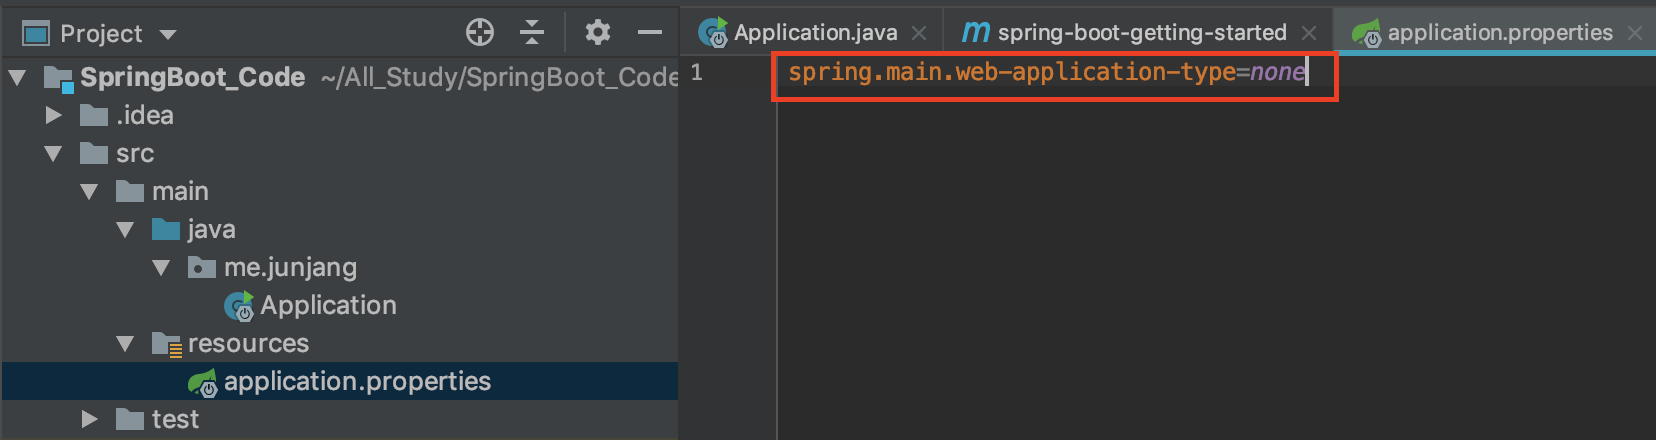 Project
SpringBoot_Code ~/All_Study/SpringBoot_Code
.idea
src
main
java
me.junjang
Application
resources
application.properties
test
Application.java
m spring-boot-getting-started
application.properties
1 spring.main.web-application-type=none